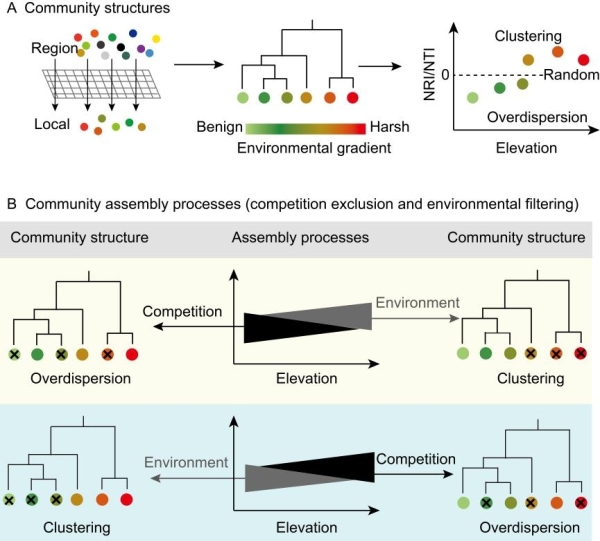 A Community structures
Region
Local
Benign
Harsh
Environmental gradient
NRI/NTI
0
Clustering
Random
Overdispersion
Elevation
B Community assembly processes (competition exclusion and environmental filtering)
Community structure
Assembly processes
Community structure
Competition
Environment
Overdispersion
Elevation
Clustering
Environment
Competition
Clustering
Elevation
Overdispersion